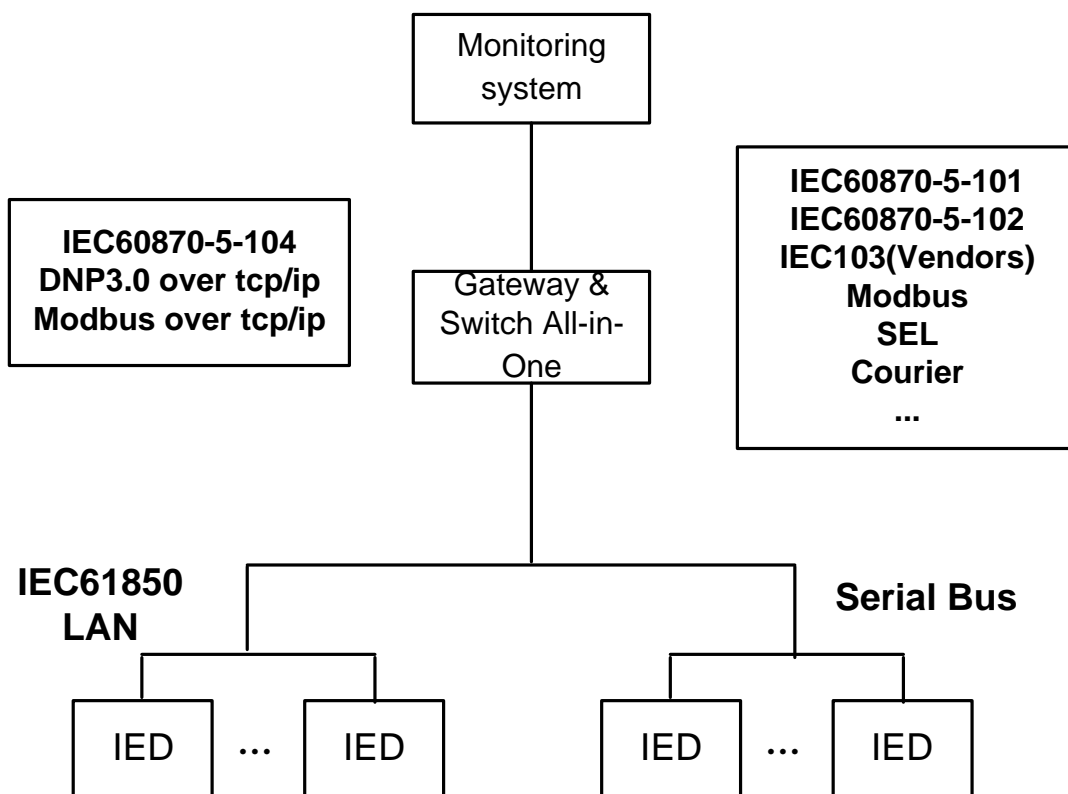 Monitoring
system
IEC60870-5-104
DNP3.0 over tcp/ip
Modbus over tcp/ip
Gateway &
Switch All-in-
One
IEC60870-5-101
IEC60870-5-102
IEC103(Vendors)
Modbus
SEL
Courier
...
IEC61850
LAN
Serial Bus
IED ... IED
IED ... IED